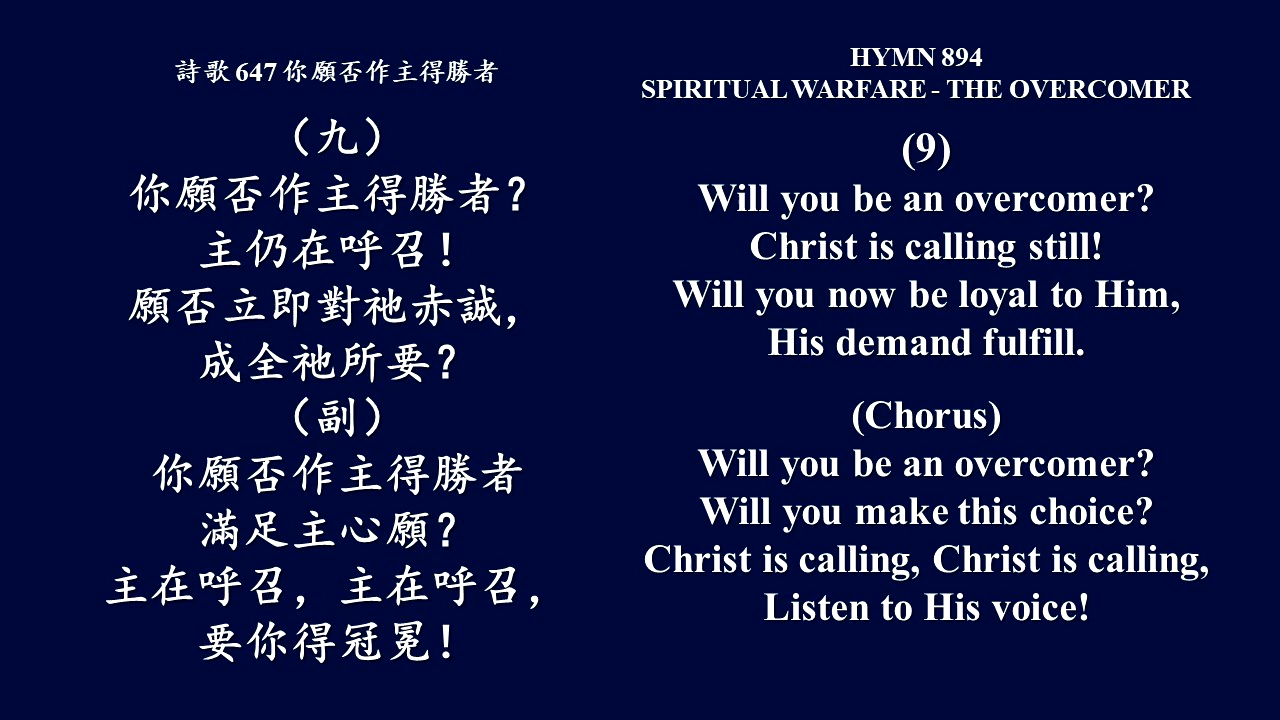 詩歌 647 你願否作主得勝者
（九）
你願否作主得勝者？
主仍在呼召！
願否立即對祂赤誠，
成全祂所要？
（副）
你願否作主得勝者
滿足主心願？
主在呼召，主在呼召，
要你得冠冕！
HYMN 894
SPIRITUAL WARFARE - THE OVERCOMER
(9)
Will you be an overcomer?
Christ is calling still!
Will you now be loyal to Him,
His demand fulfill.
(Chorus)
Will you be an overcomer?
Will you make this choice?
Christ is calling, Christ is calling,
Listen to His voice!